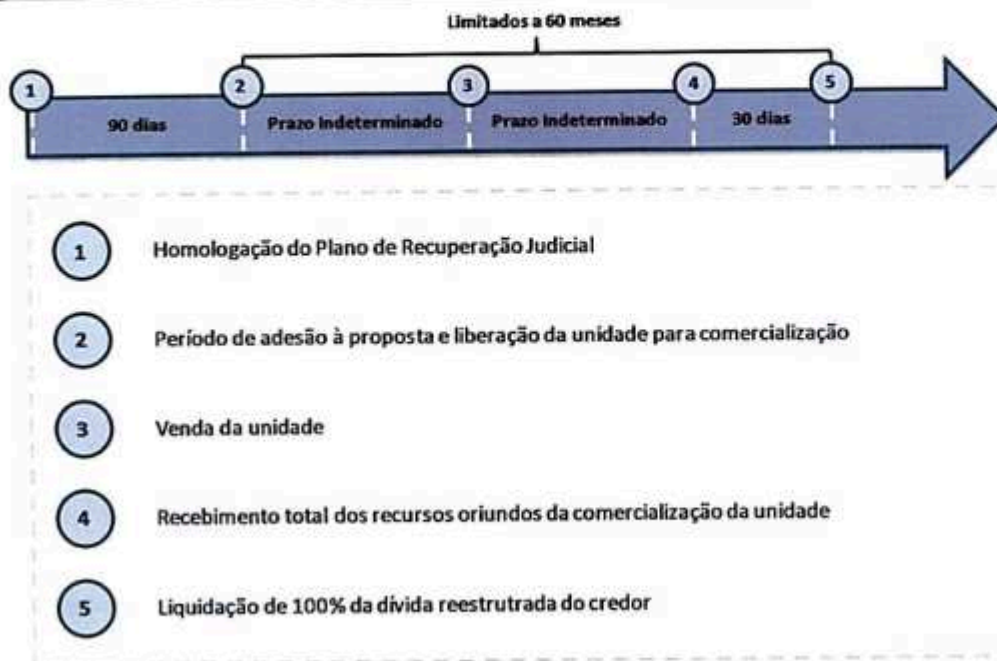 Limitados a 60 meses
1 2 3 4 5
90 dias Prazo Indeterminado Prazo Indeterminado 30 dias
1 Homologação do Plano de Recuperação Judicial
2 Período de adesão à proposta e liberação da unidade para comercialização
3 Venda da unidade
4 Recebimento total dos recursos oriundos da comercialização da unidade
5 Liquidação de 100% da dívida reestrutrada do credor